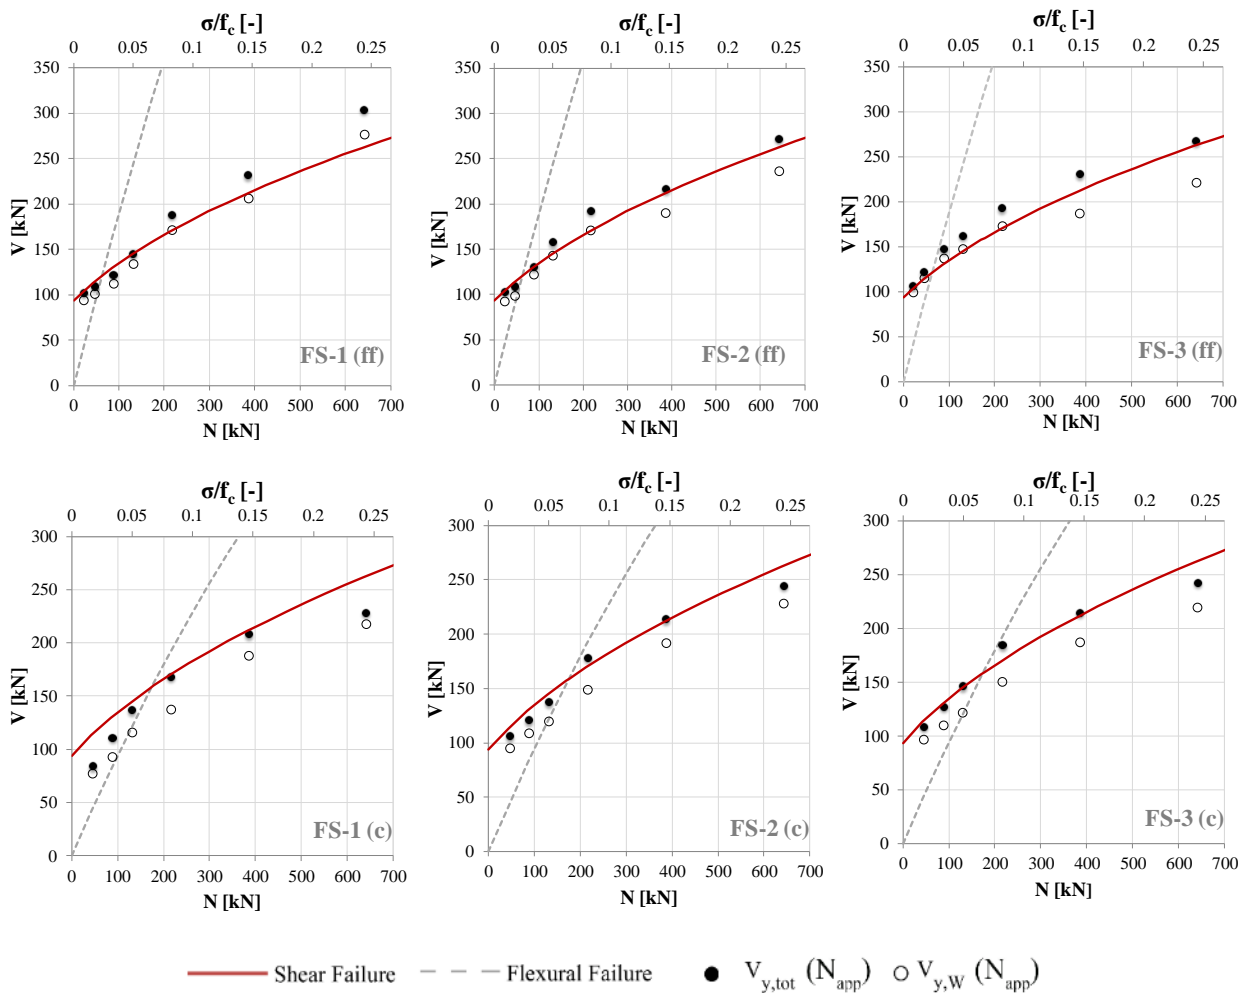 σ/fc [-]
0 0.05 0.1 0.15 0.2 0.25
350
300
250
200
150
100
50
0
V [kN]
FS-1 (ff)
0 100 200 300 400 500 600 700
N [kN]
σ/fc [-]
0 0.05 0.1 0.15 0.2 0.25
350
300
250
200
150
100
50
0
V [kN]
FS-2 (ff)
0 100 200 300 400 500 600 700
N [kN]
σ/fc [-]
0 0.05 0.1 0.15 0.2 0.25
350
300
250
200
150
100
50
0
V [kN]
FS-3 (ff)
0 100 200 300 400 500 600 700
N [kN]
σ/fc [-]
0 0.05 0.1 0.15 0.2 0.25
300
250
200
150
100
50
0
V [kN]
FS-1 (c)
0 100 200 300 400 500 600 700
N [kN]
σ/fc [-]
0 0.05 0.1 0.15 0.2 0.25
300
250
200
150
100
50
0
V [kN]
FS-2 (c)
0 100 200 300 400 500 600 700
N [kN]
σ/fc [-]
0 0.05 0.1 0.15 0.2 0.25
300
250
200
150
100
50
0
V [kN]
FS-3 (c)
0 100 200 300 400 500 600 700
N [kN]
Shear Failure Flexural Failure Vy,tot (Napp) Vy,W (Napp)